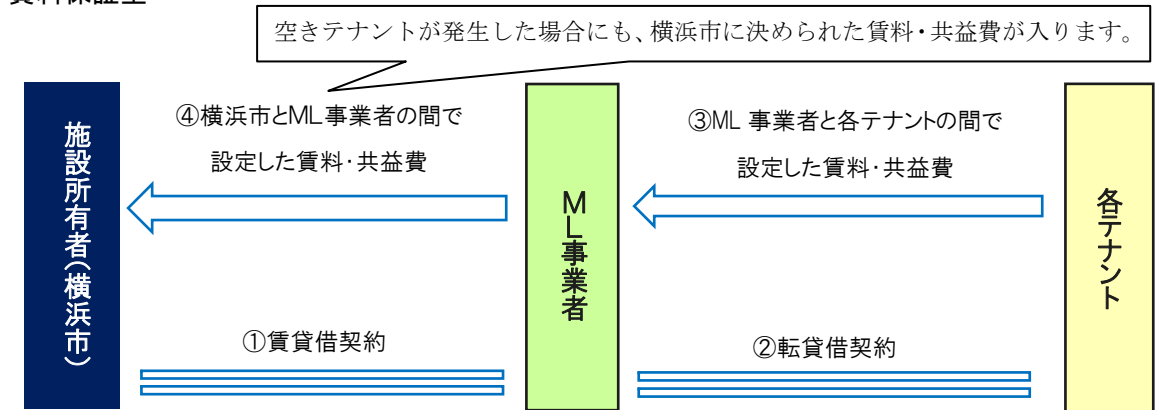 空きテナントが発生した場合にも、横浜市に決められた賃料・共益費が入ります。
④横浜市とML事業者の間で
設定した賃料・共益費
③ML 事業者と各テナントの間で
設定した賃料・共益費
施設所有者(横浜市)
ML事業者
各テナント
①賃貸借契約
②転貸借契約